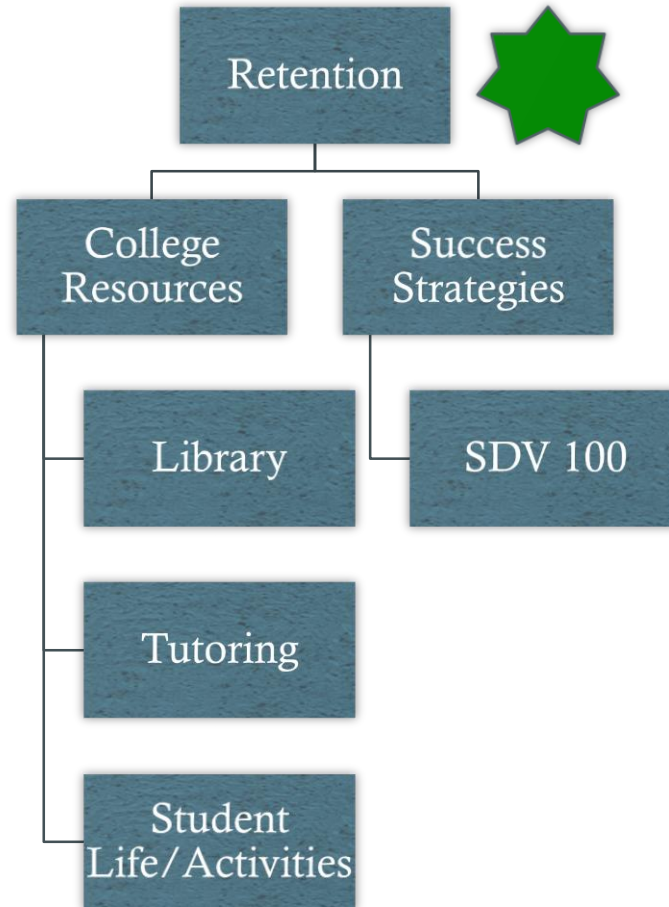 Retention
College
Resources
Success
Strategies
Library
SDV 100
Tutoring
Student
Life/Activities